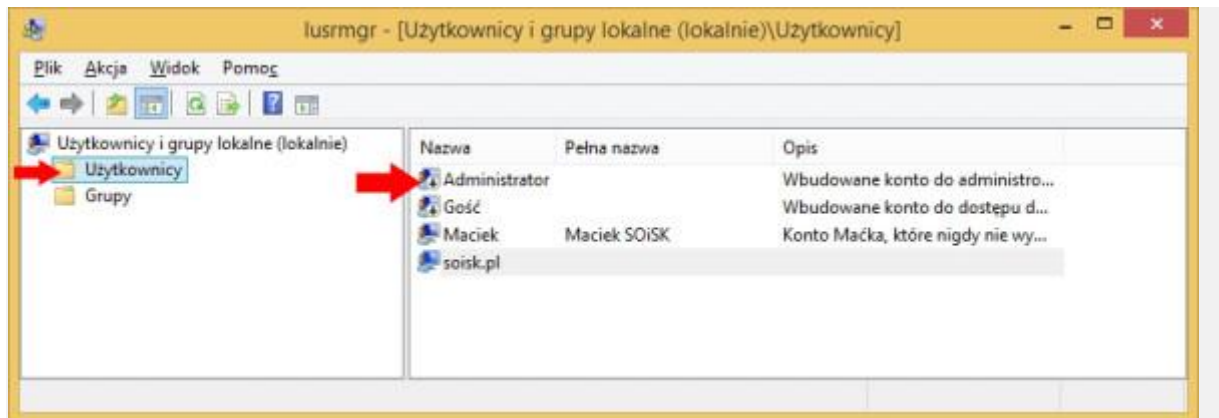 lusrmgr - [Użytkownicy i grupy lokalne (lokalnie)\Użytkownicy]
Plik Akcja Widok Pomoc
Użytkownicy i grupy lokalne (lokalnie)
Użytkownicy
Grupy
Nazwa Pełna nazwa Opis
Administrator Wbudowane konto do administro...
Gość Wbudowane konto do dostępu d...
Maciek Maciek SOiSK Konto Maćka, które nigdy nie wy...
soisk.pl